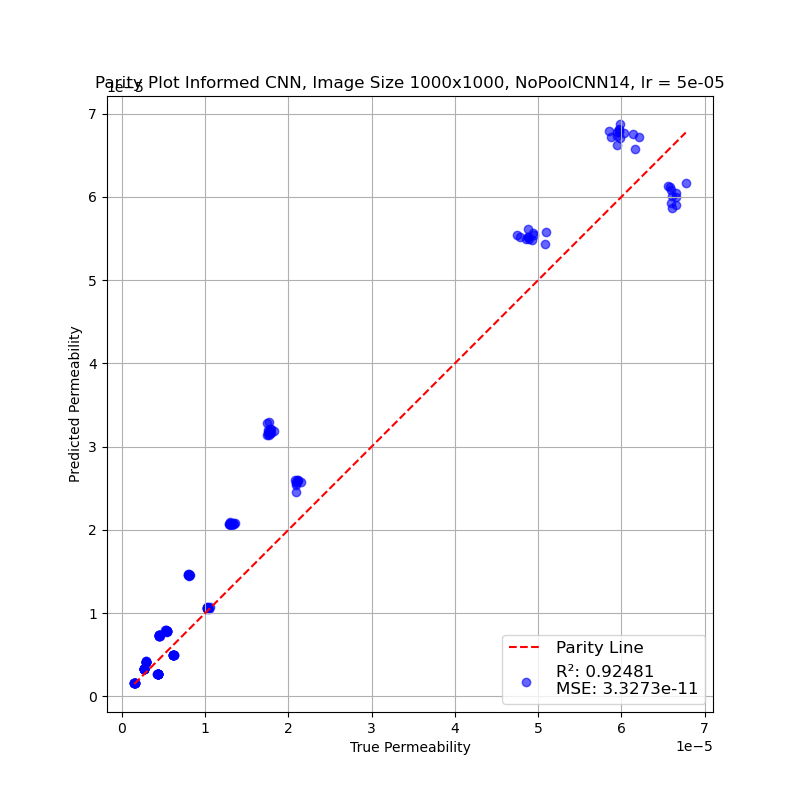 Parity Plot Informed CNN, Image Size 1000x1000, NoPoolCNN14, lr = 5e-05
1e−5
7
6
5
4
3
2
1
0
Predicted Permeability
0 1 2 3 4 5 6 7
1e−5
True Permeability
Parity Line
R²: 0.92481
MSE: 3.3273e-11